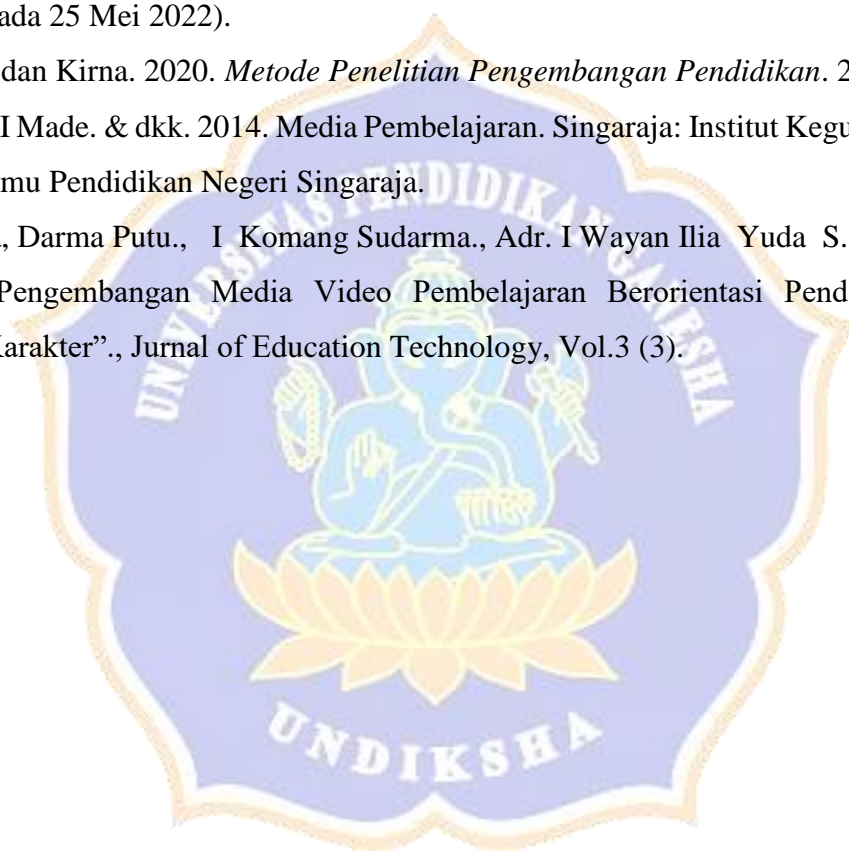 ada 25 Mei 2022).
dan Kirna. 2020. Metode Penelitian Pengembangan Pendidikan. 2
I Made. & dkk. 2014. Media Pembelajaran. Singaraja: Institut Kegu
mu Pendidikan Negeri Singaraja.
, Darma Putu., I Komang Sudarma., Adr. I Wayan Ilia Yuda S.
Pengembangan Media Video Pembelajaran Berorientasi Pend
Karakter”., Jurnal of Education Technology, Vol.3 (3).
UNIVERSITAS PENDIDIKAN GANESHA
UNDIKSHA